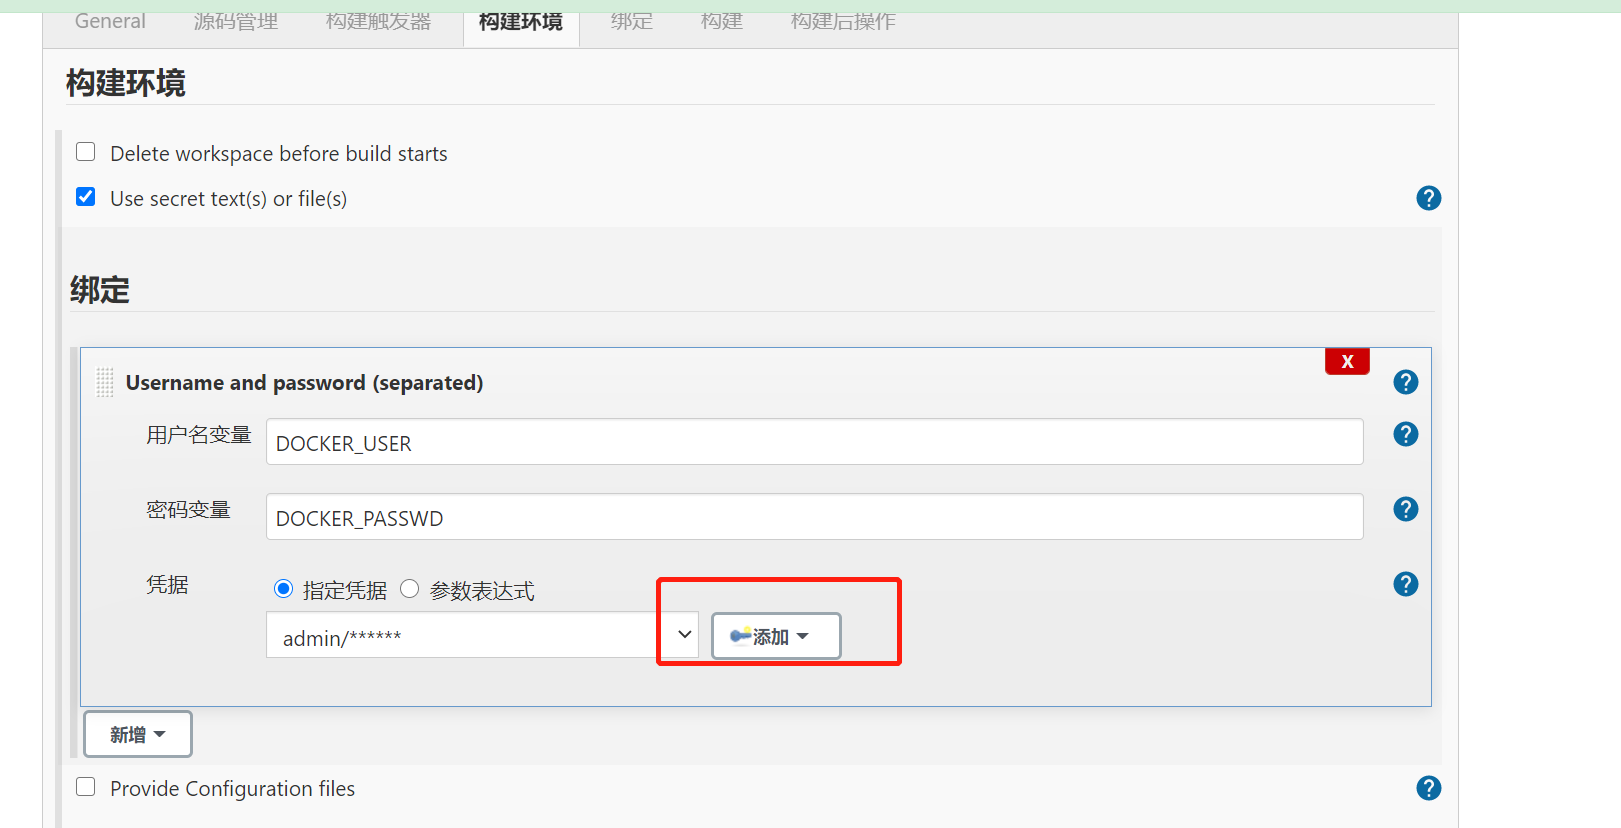 General 源码管理 构建触发器 构建环境 绑定 构建 构建后操作
构建环境
Delete workspace before build starts
Use secret text(s) or file(s)
?
绑定
X
Username and password (separated)
?
用户名变量 DOCKER_USER
?
密码变量 DOCKER_PASSWD
?
凭据 指定凭据 参数表达式
?
admin/****** 添加
新增
Provide Configuration files
?